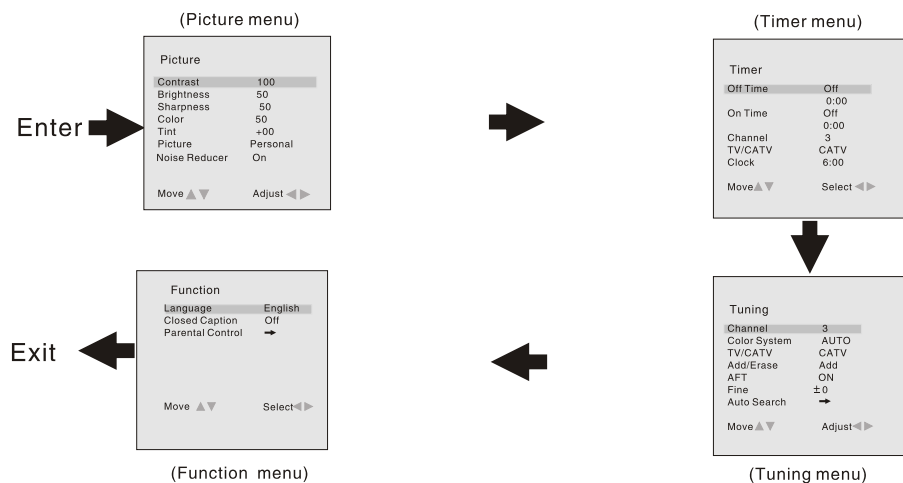 (Picture menu)
Picture
Contrast 100
Brightness 50
Sharpness 50
Color 50
Tint +00
Picture Personal
Noise Reducer On
Move Adjust
Enter
(Timer menu)
Timer
Off Time Off
0:00
On Time Off
0:00
Channel 3
TV/CATV CATV
Clock 6:00
Move Select
Function
Language English
Closed Caption Off
Parental Control
Move Select
(Function menu)
Exit
Tuning
Channel 3
Color System AUTO
TV/CATV CATV
Add/Erase Add
AFT ON
Fine ±0
Auto Search
Move Adjust
(Tuning menu)